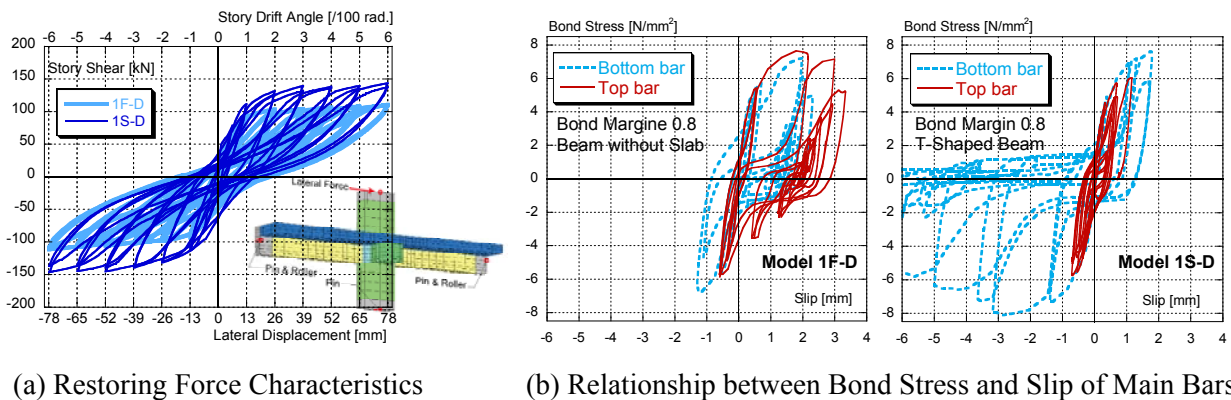 Story Drift Angle [/100 rad.]
-6 -5 -4 -3 -2 -1 0 1 2 3 4 5 6
200
150
100
50
0
-50
-100
-150
-200
Story Shear [kN]
1F-D
1S-D
Lateral Force
Pin & Roller
Pin
Pin & Roller
-78 -65 -52 -39 -26 -13 0 13 26 39 52 65 78
Lateral Displacement [mm]
(a) Restoring Force Characteristics
Bond Stress [N/mm²]
8
6
4
2
0
-2
-4
-6
-8
Bottom bar
Top bar
Bond Margine 0.8
Beam without Slab
Model 1F-D
Slip [mm]
-5 -4 -3 -2 -1 0 1 2 3 4
Bond Stress [N/mm²]
8
6
4
2
0
-2
-4
-6
-8
Bottom bar
Top bar
Bond Margin 0.8
T-Shaped Beam
Model 1S-D
Slip [mm]
-6 -5 -4 -3 -2 -1 0 1 2 3 4
(b) Relationship between Bond Stress and Slip of Main Bars